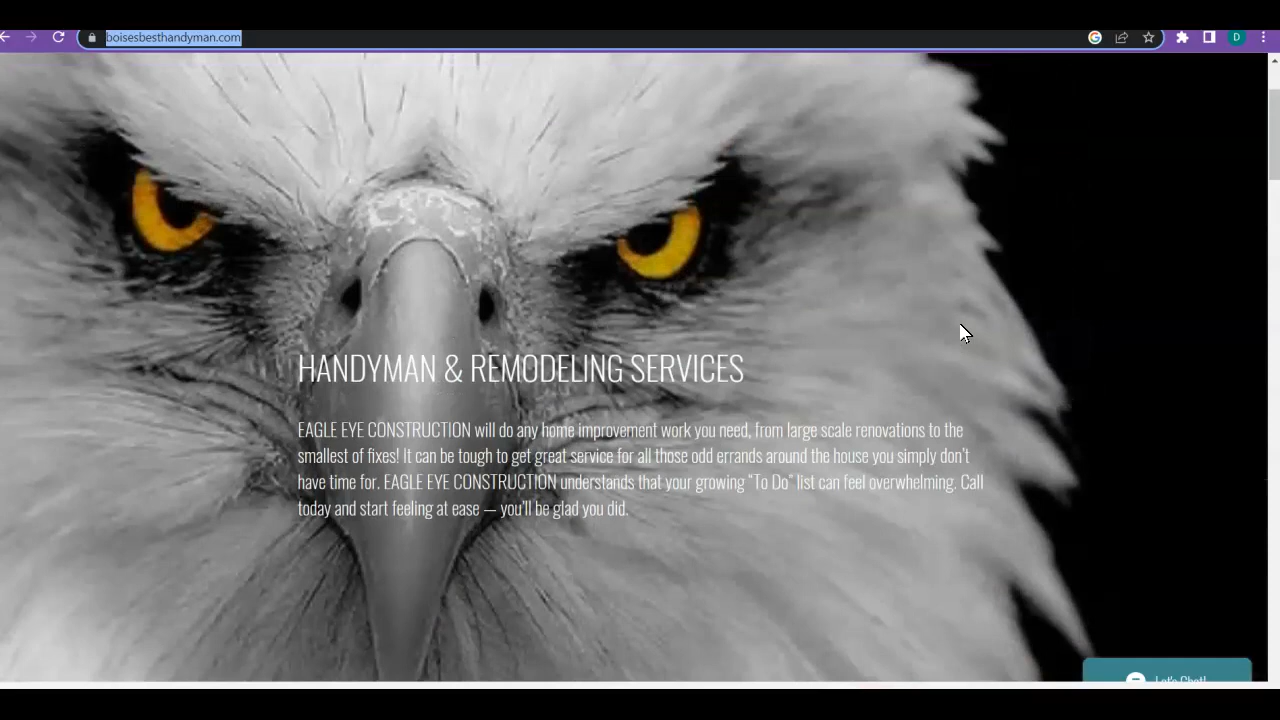 boisesbesthandyman.com
D
HANDYMAN & REMODELING SERVICES
EAGLE EYE CONSTRUCTION will do any home improvement work you need, from large scale renovations to the
smallest of fixes! It can be tough to get great service for all those odd errands around the house you simply don't
have time for. EAGLE EYE CONSTRUCTION understands that your growing “To Do” list can feel overwhelming. Call
today and start feeling at ease — you'll be glad you did.
Let's Chat!